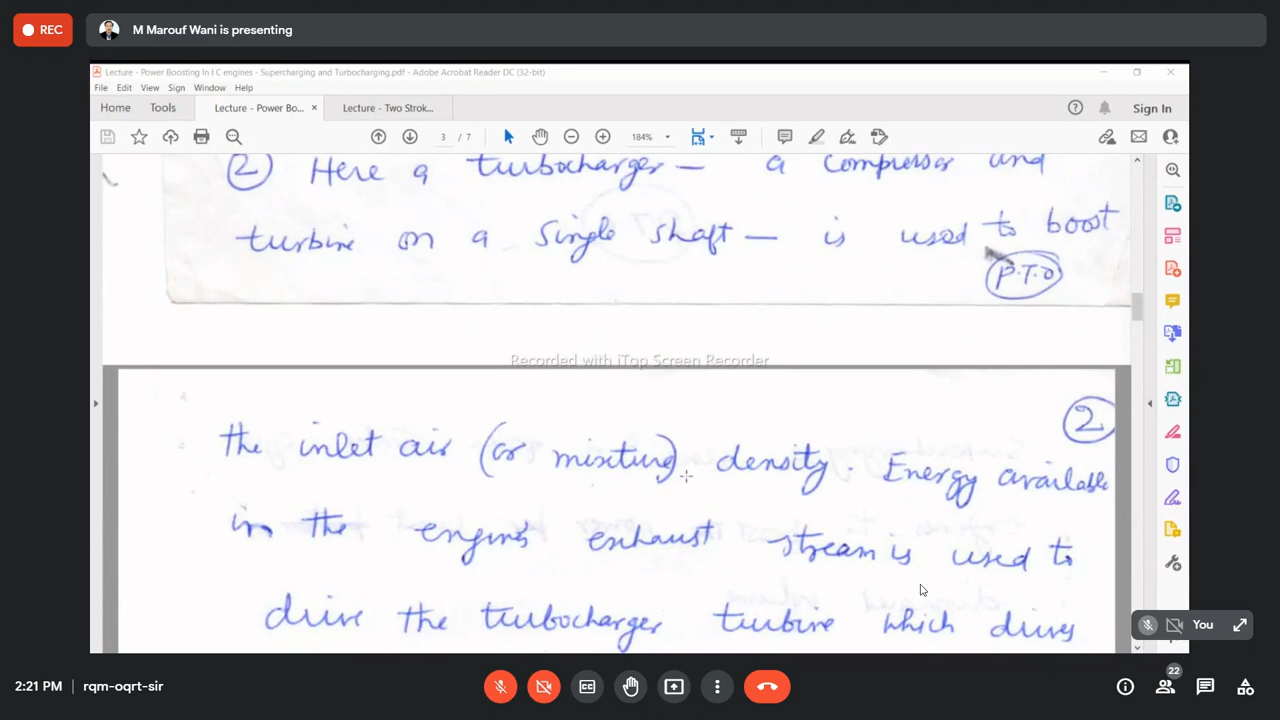 REC
M Marouf Wani is presenting
Lecture - Power Boosting In I C engines - Supercharging and Turbocharging.pdf - Adobe Acrobat Reader DC (32-bit)
File Edit View Sign Window Help
Home Tools Lecture - Power Bo... × Lecture - Two Strok... Sign In
3 / 7 184%
② Here a turbocharger — a compressor and
turbine on a single shaft — is used to boost
P.T.O
Recorded with iTop Screen Recorder
②
the inlet air (or mixture) density. Energy available
in the engine's exhaust stream is used to
drive the turbocharger turbine which drives
You
2:21 PM rqm-oqrt-sir
22